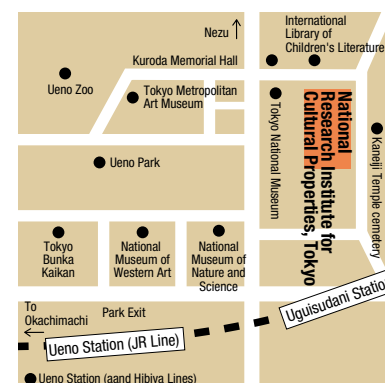 Nezu
International
Library of
Children's Literature
Kuroda Memorial Hall
Ueno Zoo
Tokyo Metropolitan
Art Museum
National
Research Institute for
Cultural Properties, Tokyo
Tokyo National Museum
Kaneiji Temple cemetery
Ueno Park
Tokyo
Bunka
Kaikan
National
Museum of
Western Art
National
Museum of
Nature and
Science
To
Okachimachi
Park Exit
Uguisudani Statio
Ueno Station (JR Line)
Ueno Station (aand Hibiya Lines)